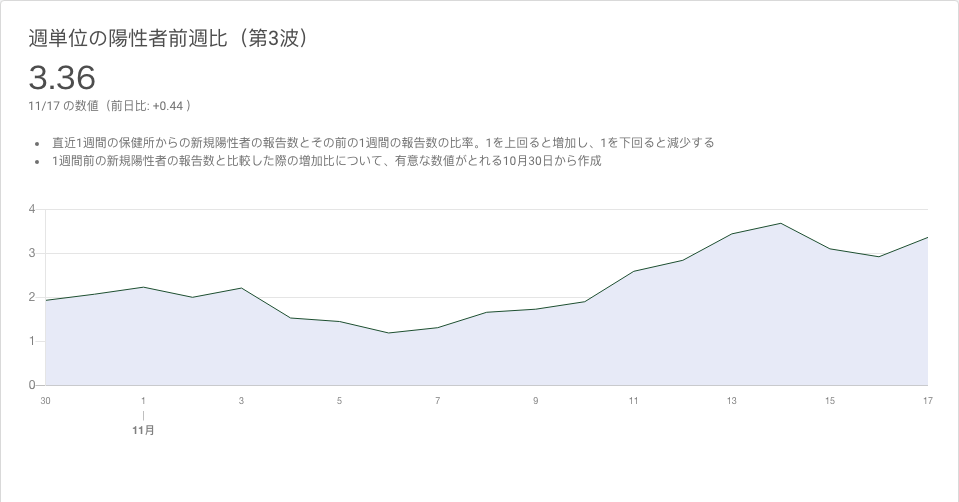 週単位の陽性者前週比（第3波）
3.36
11/17 の数値（前日比: +0.44 ）
• 直近1週間の保健所からの新規陽性者の報告数とその前の1週間の報告数の比率。1を上回ると増加し、1を下回ると減少する
• 1週間前の新規陽性者の報告数と比較した際の増加比について、有意な数値がとれる10月30日から作成
4
3
2
1
0
30 1 3 5 7 9 11 13 15 17
11月